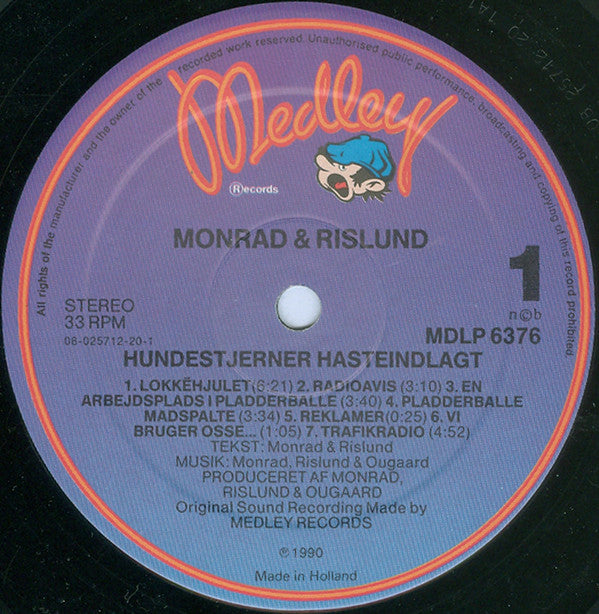 All rights of the manufacturer and the owner of the recorded work reserved. Unauthorised public performance, broadcasting and copying of this record prohibited
Medley
Records
MONRAD & RISLUND
1
n©b
STEREO
33 RPM
08-025712-20-1
MDLP 6376
HUNDESTJERNER HASTEINDLAGT
1. LOKKËHJULET(6:21) 2. RADIOAVIS (3:10) 3. EN
ARBEJDSPLADS I PLADDERBALLE (3:40) 4. PLADDERBALLE
MADSPALTE (3:34) 5. REKLAMER(0:25) 6. VI
BRUGER OSSE... (1:05) 7. TRAFIKRADIO (4:52)
TEKST: Monrad & Rislund
MUSIK: Monrad, Rislund & Ougaard
PRODUCERET AF MONRAD,
RISLUND & OUGAARD
Original Sound Recording Made by
MEDLEY RECORDS
℗ 1990
Made in Holland